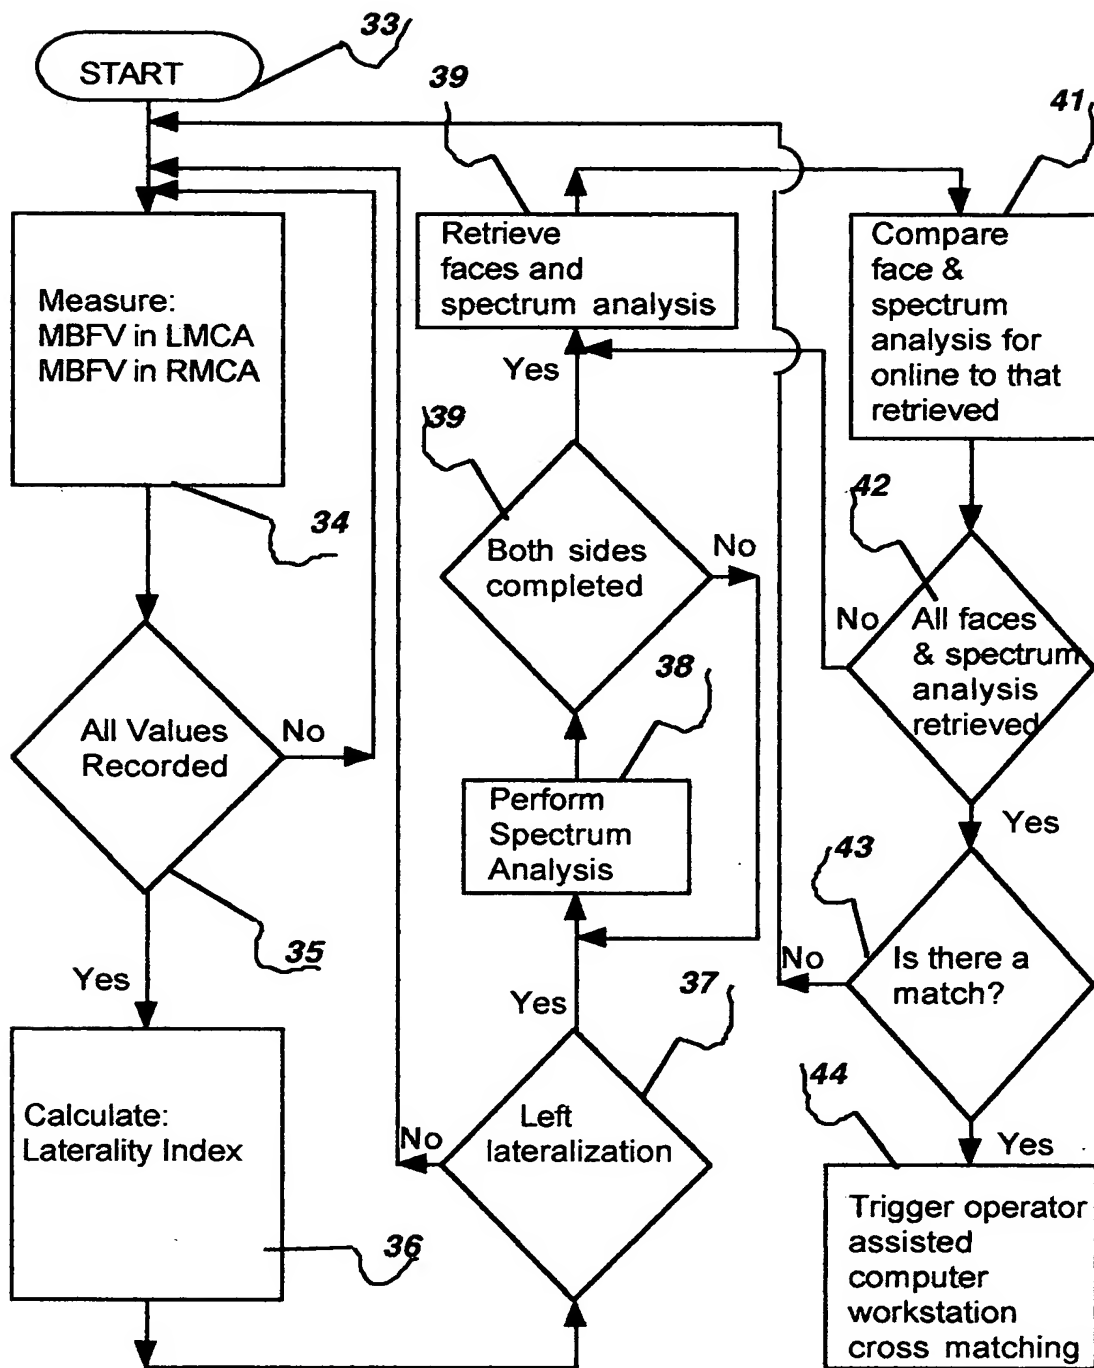 33
START
Measure:
MBFV in LMCA
MBFV in RMCA
34
All Values
Recorded
No
35
Yes
Calculate:
Laterality Index
36
Left
lateralization
37
No
Yes
Perform
Spectrum
Analysis
38
Both sides
completed
39
No
Yes
Retrieve
faces and
spectrum analysis
39
Compare
face &
spectrum
analysis for
online to that
retrieved
41
All faces
& spectrum
analysis
retrieved
42
No
Yes
Is there a
match?
43
No
Yes
Trigger operator
assisted
computer
workstation
cross matching
44